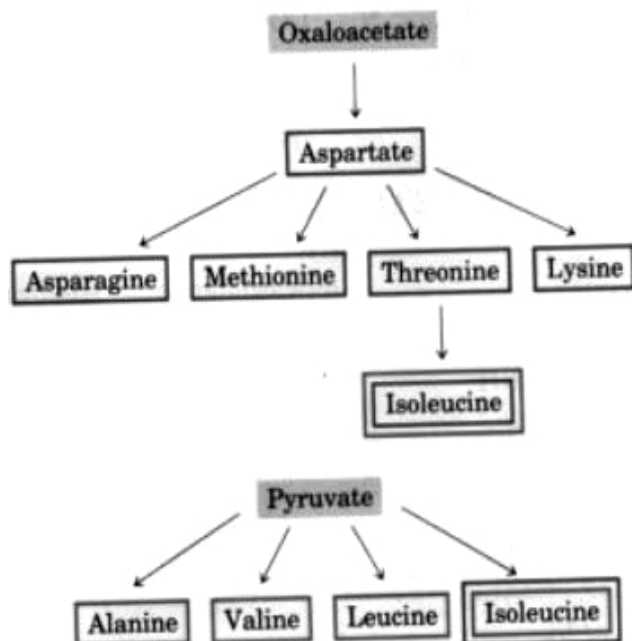 Oxaloacetate
Aspartate
Asparagine Methionine Threonine Lysine
Isoleucine
Pyruvate
Alanine Valine Leucine Isoleucine